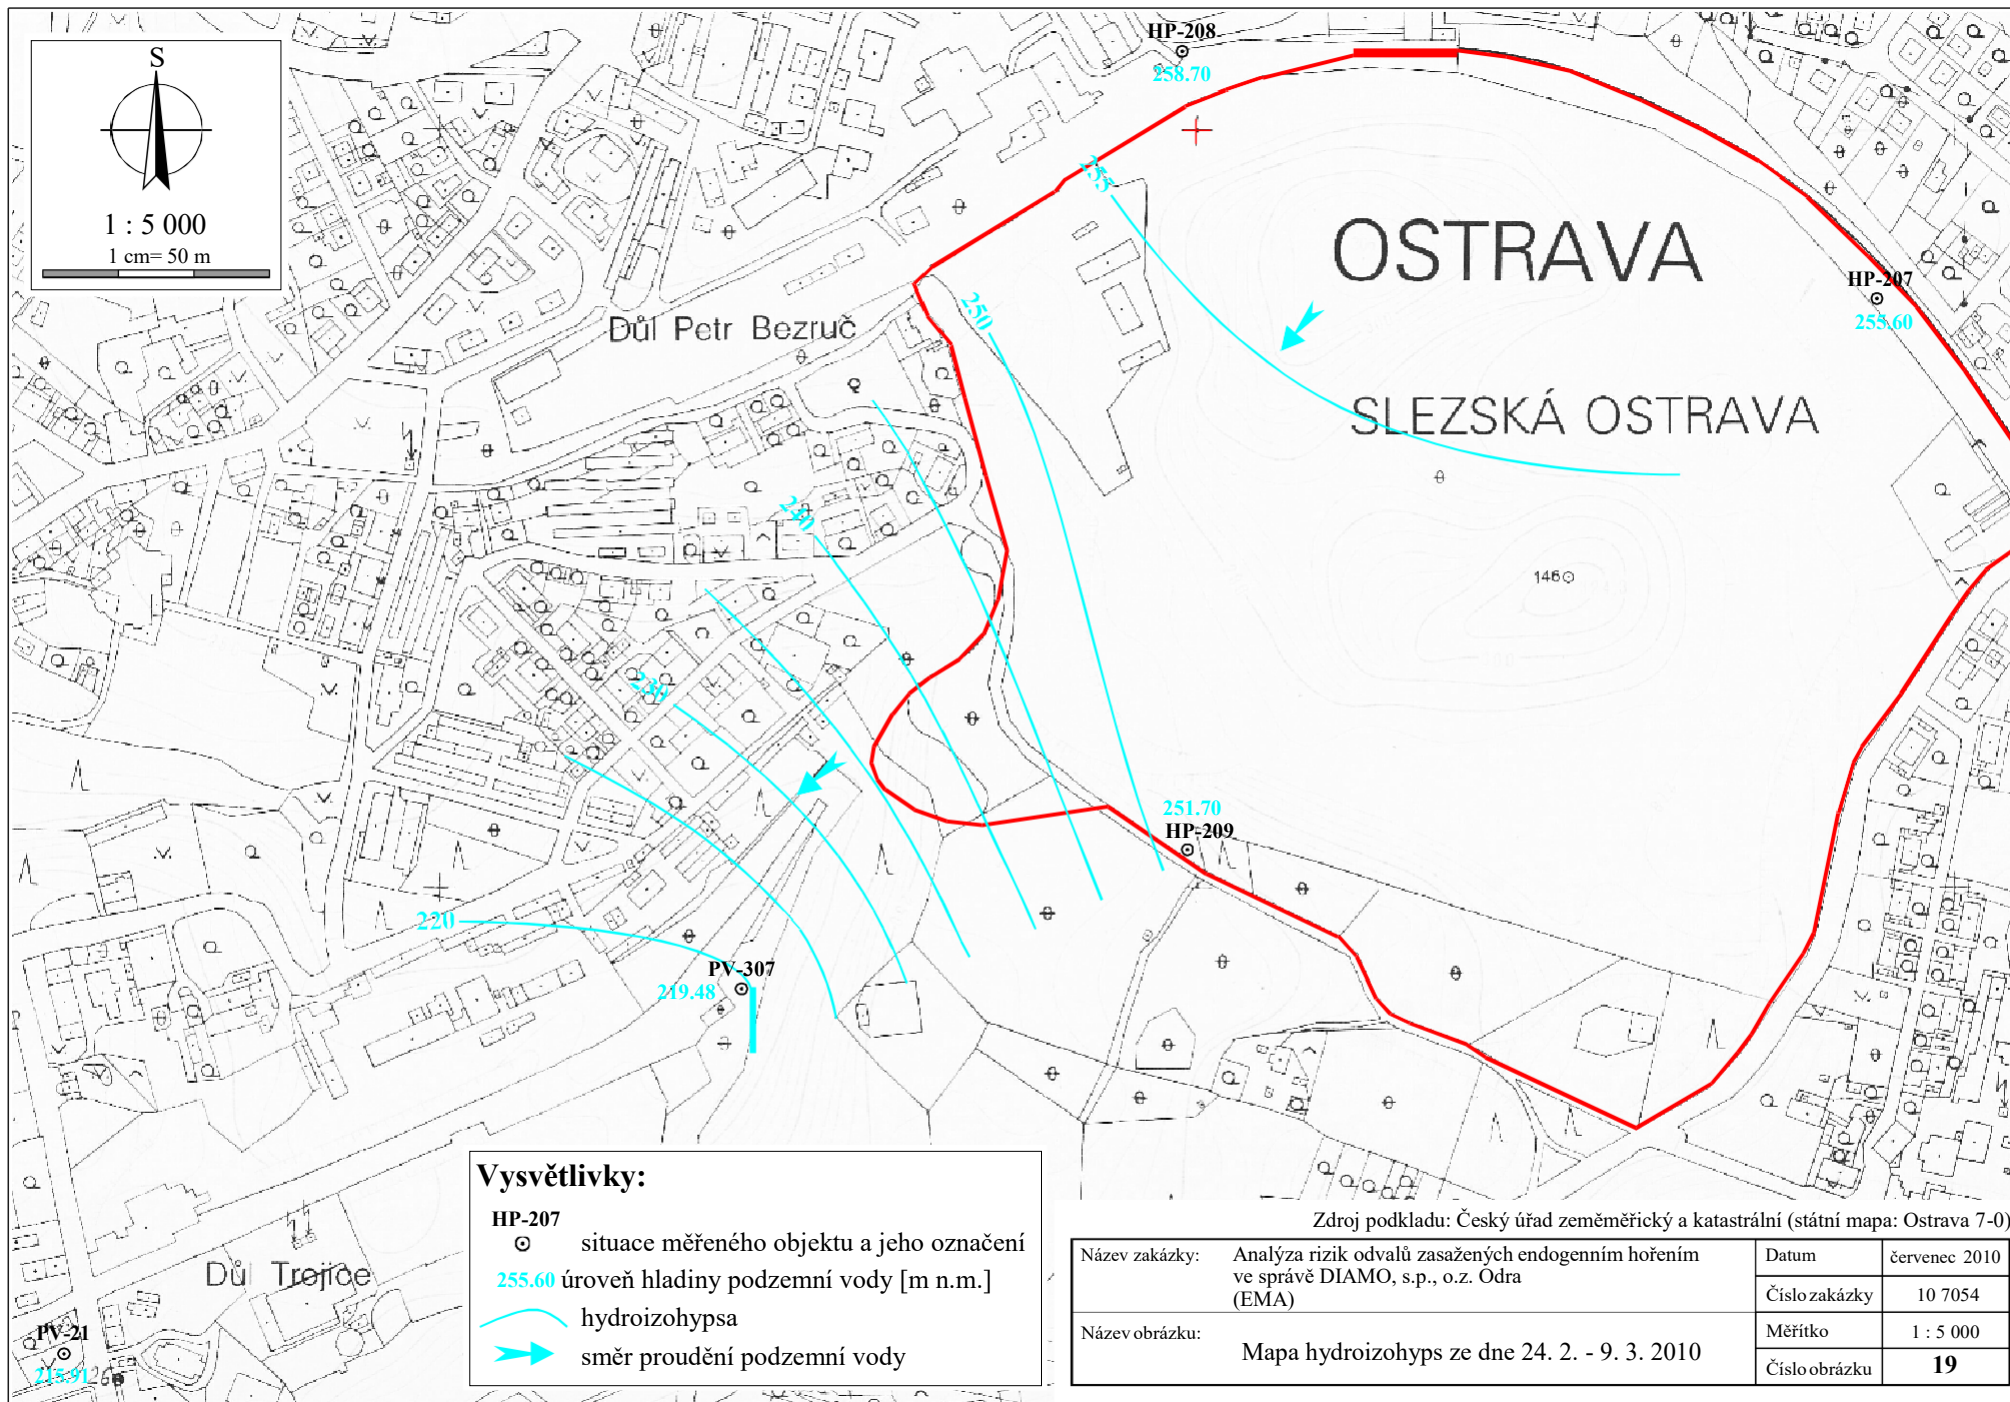 S
1 : 5 000
1 cm= 50 m
HP-208
258.70
255
OSTRAVA
HP-207
255.60
250
Důl Petr Bezruč
SLEZSKÁ OSTRAVA
240
146
230
251.70
HP-209
220
PV-307
219.48
Důl Trojice
PV-21
215.91
Vysvětlivky:
HP-207
situace měřeného objektu a jeho označení
255.60 úroveň hladiny podzemní vody [m n.m.]
hydroizohypsa
směr proudění podzemní vody
Zdroj podkladu: Český úřad zeměměřický a katastrální (státní mapa: Ostrava 7-0)
Název zakázky: Analýza rizik odvalů zasažených endogenním hořením
ve správě DIAMO, s.p., o.z. Odra
(EMA)
Datum červenec 2010
Číslo zakázky 10 7054
Název obrázku: Mapa hydroizohyps ze dne 24. 2. - 9. 3. 2010
Měřítko 1 : 5 000
Číslo obrázku 19